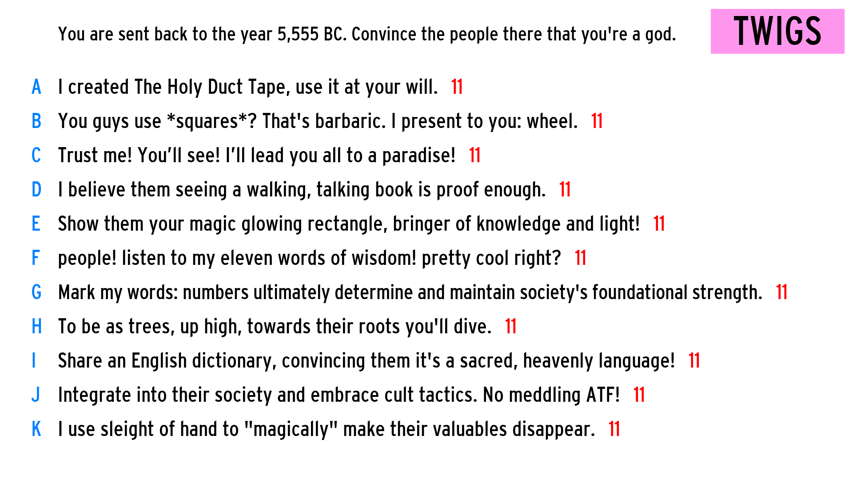 You are sent back to the year 5,555 BC. Convince the people there that you're a god.
TWIGS
A I created The Holy Duct Tape, use it at your will. 11
B You guys use *squares*? That's barbaric. I present to you: wheel. 11
C Trust me! You’ll see! I’ll lead you all to a paradise! 11
D I believe them seeing a walking, talking book is proof enough. 11
E Show them your magic glowing rectangle, bringer of knowledge and light! 11
F people! listen to my eleven words of wisdom! pretty cool right? 11
G Mark my words: numbers ultimately determine and maintain society's foundational strength. 11
H To be as trees, up high, towards their roots you'll dive. 11
I Share an English dictionary, convincing them it's a sacred, heavenly language! 11
J Integrate into their society and embrace cult tactics. No meddling ATF! 11
K I use sleight of hand to "magically" make their valuables disappear. 11